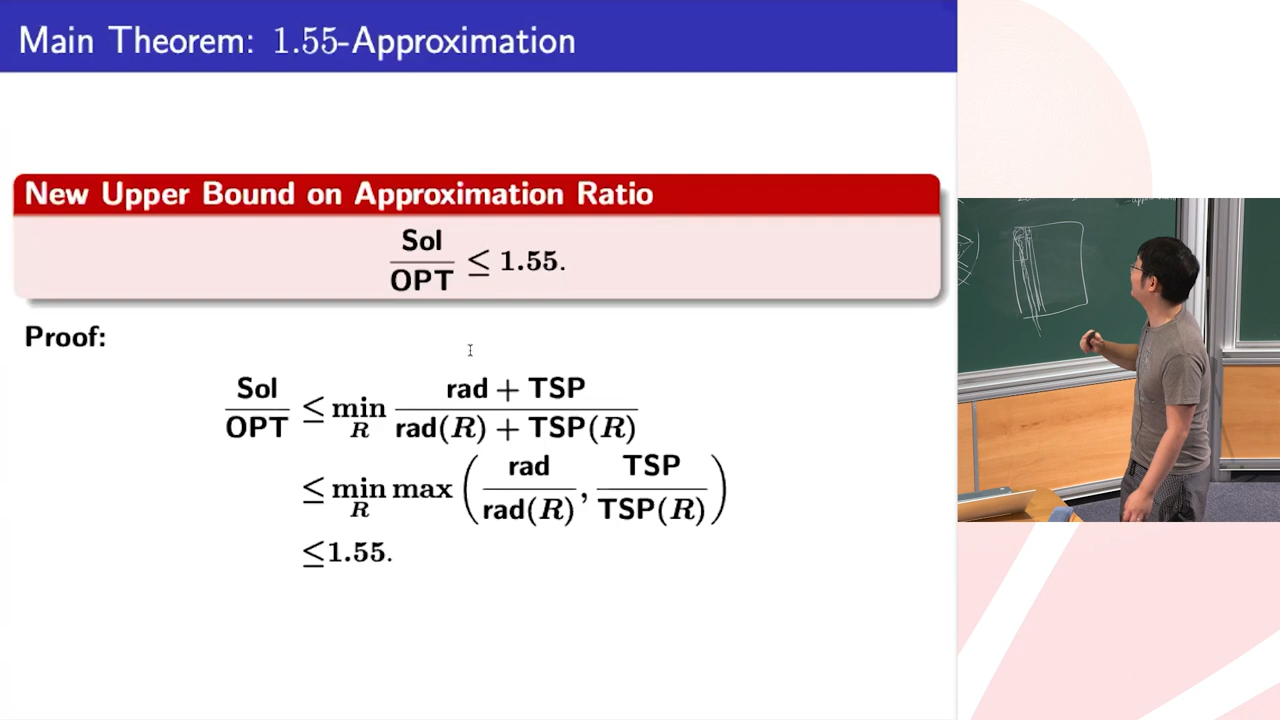 Main Theorem: 1.55-Approximation
New Upper Bound on Approximation Ratio
Sol/OPT ≤ 1.55.
Proof:
Sol/OPT ≤ min_R (rad + TSP)/(rad(R) + TSP(R))
≤ min_R max (rad/rad(R), TSP/TSP(R))
≤1.55.